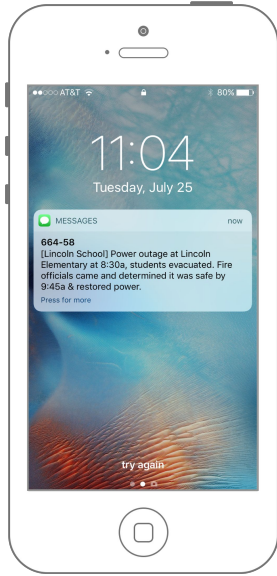 ●●○○○ AT&T 80%
11:04
Tuesday, July 25
MESSAGES now
664-58
[Lincoln School] Power outage at Lincoln
Elementary at 8:30a, students evacuated. Fire
officials came and determined it was safe by
9:45a & restored power.
Press for more
try again